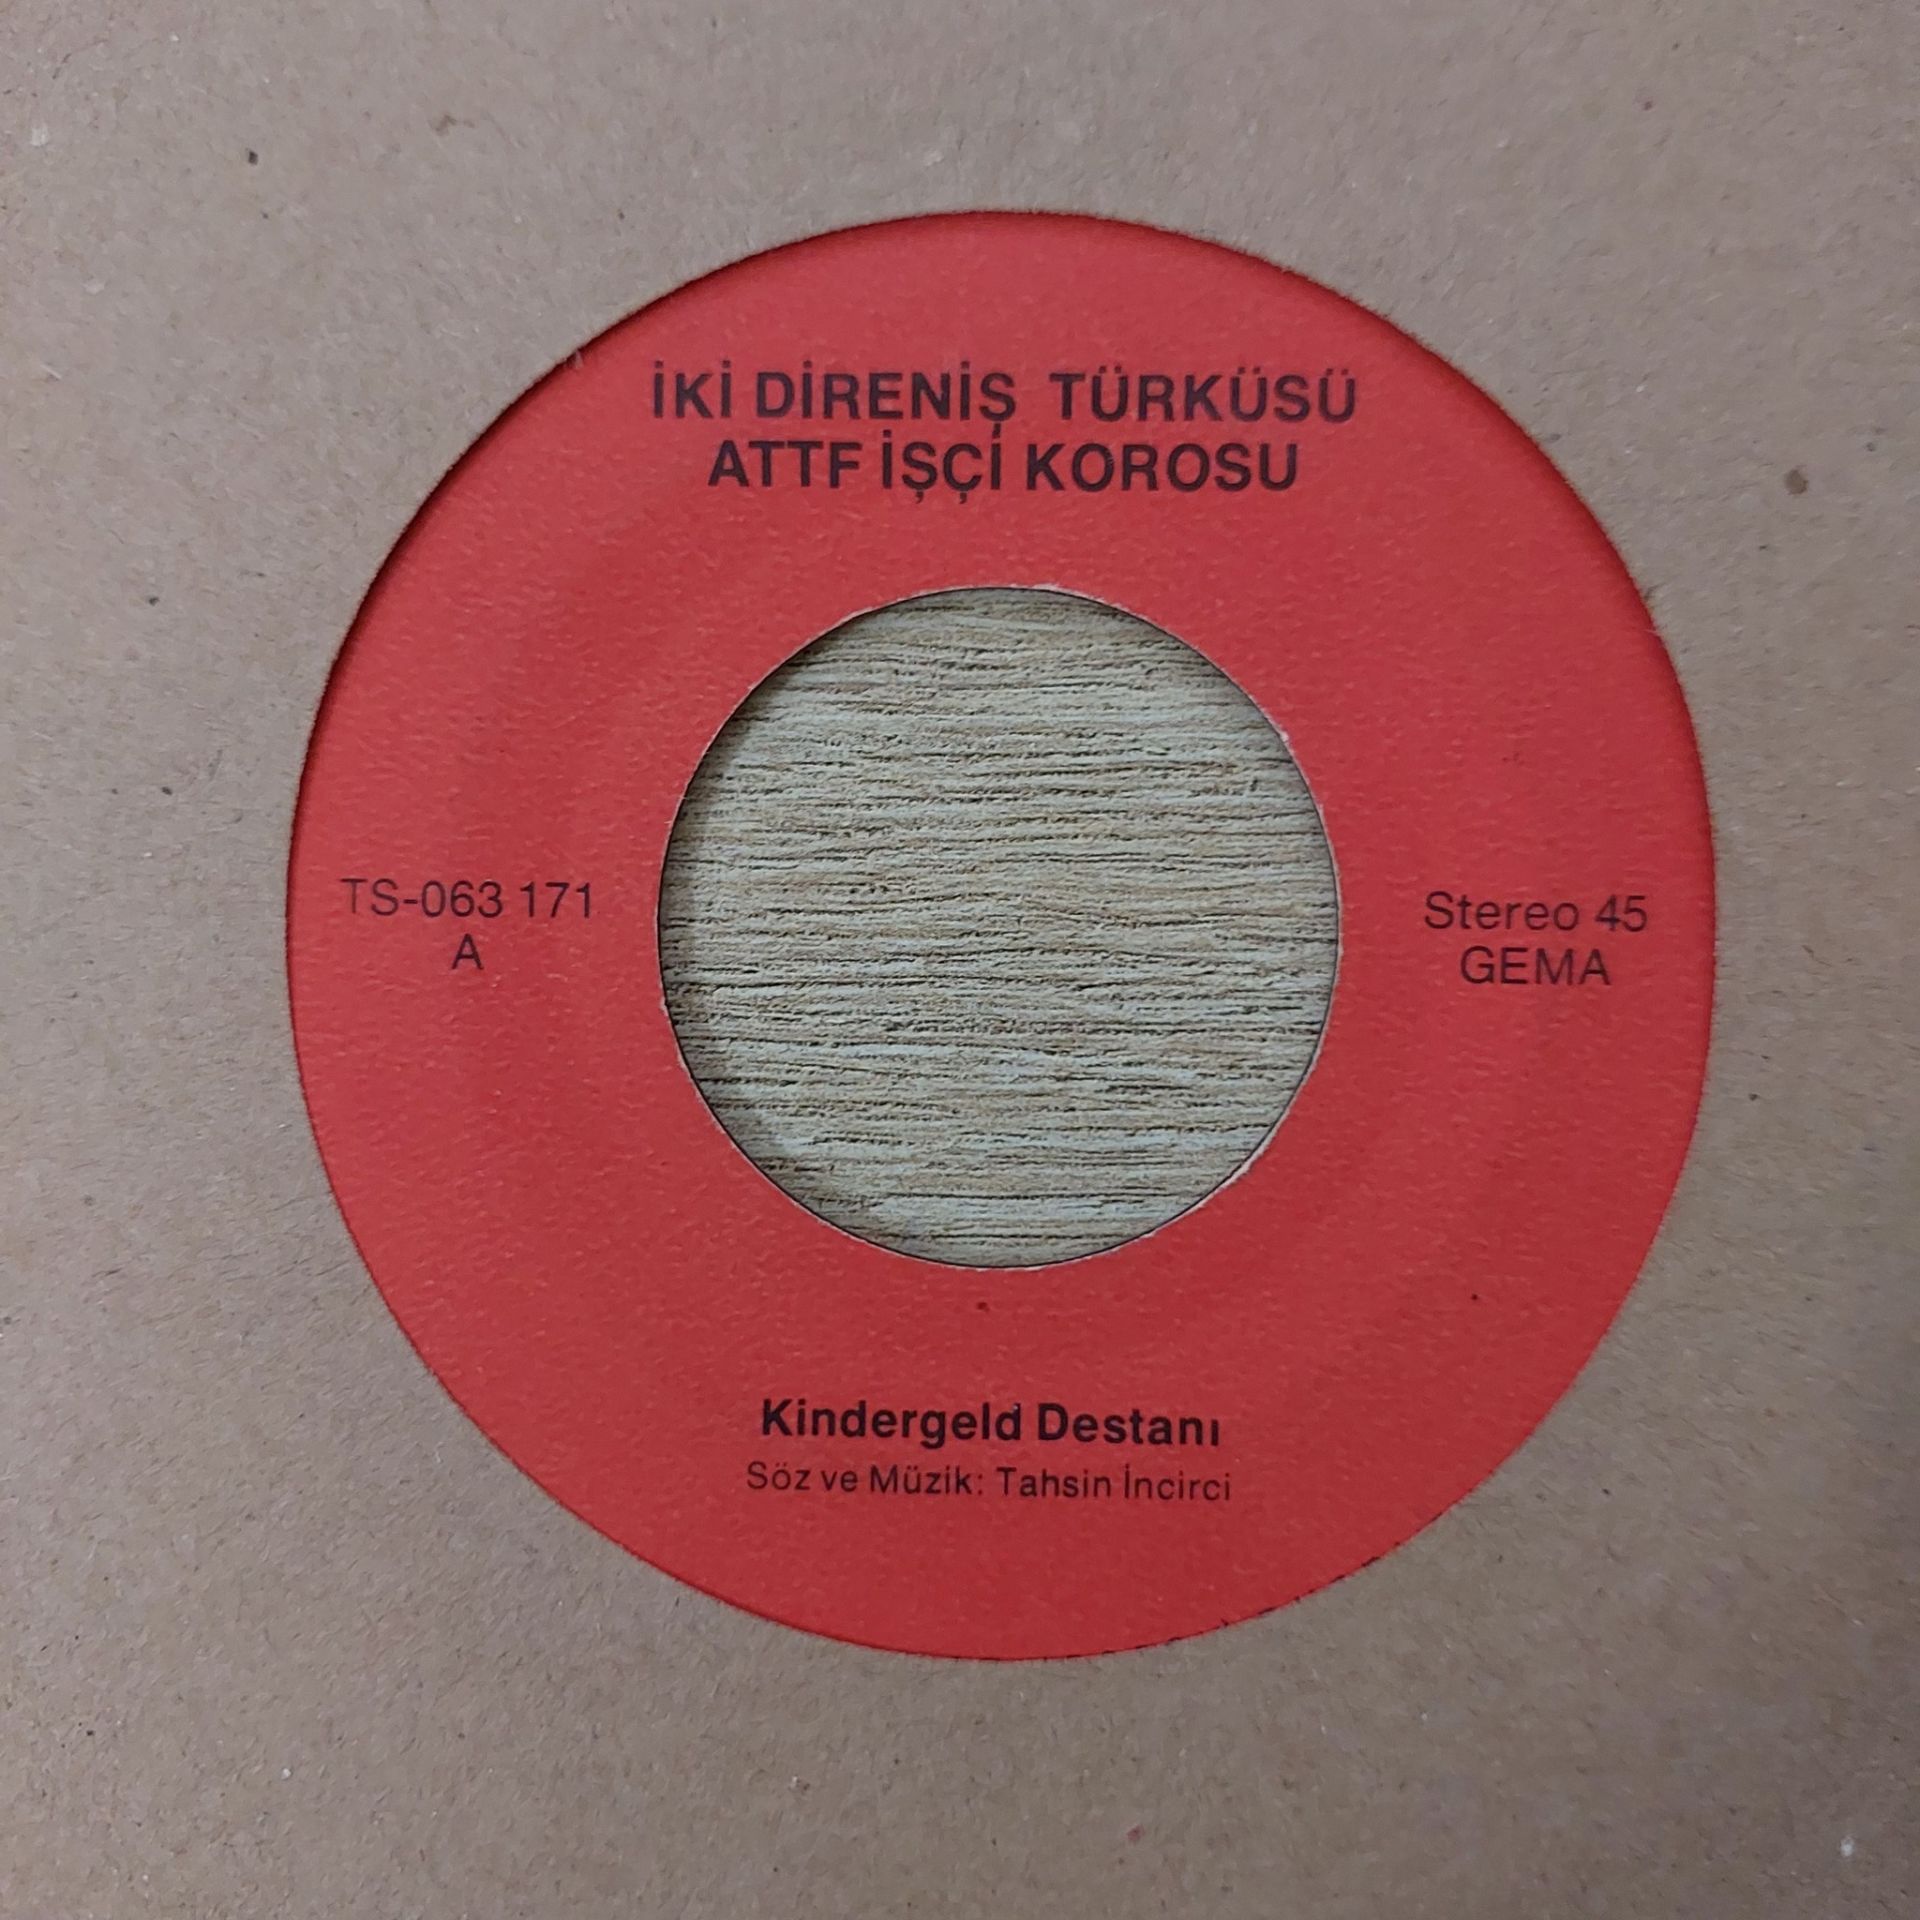 İKİ DİRENİŞ TÜRKÜSÜ
ATTF İŞÇİ KOROSU
TS-063 171
A
Stereo 45
GEMA
Kindergeld Destanı
Söz ve Müzik: Tahsin İncirci